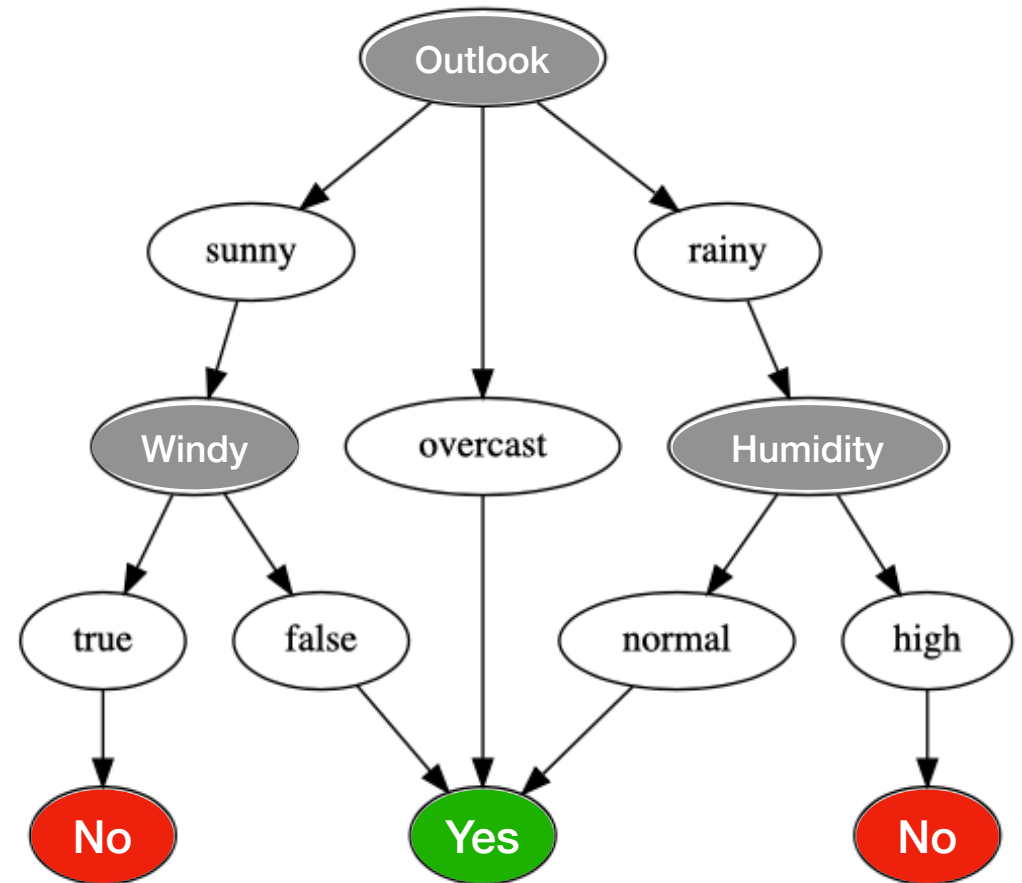 Outlook
sunny
rainy
Windy
overcast
Humidity
true
false
normal
high
No
Yes
No